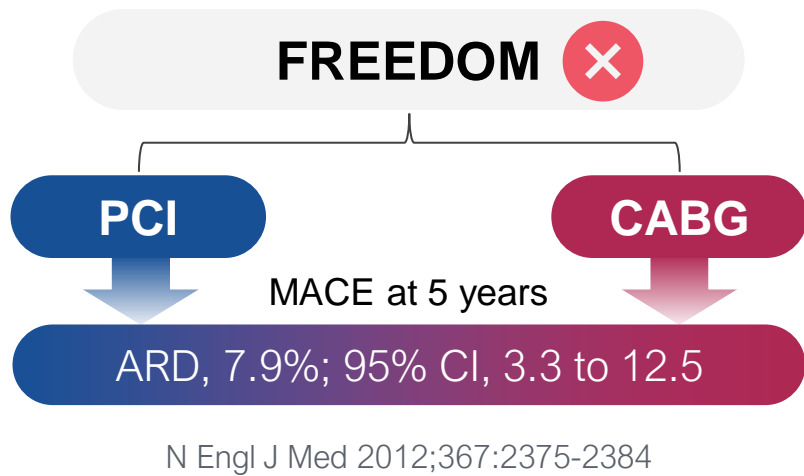 FREEDOM
PCI
CABG
MACE at 5 years
ARD, 7.9%; 95% CI, 3.3 to 12.5
N Engl J Med 2012;367:2375-2384